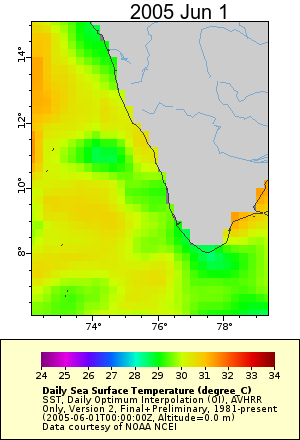 2005 Jun 1
14°
12°
10°
8°
74° 76° 78°
24 25 26 27 28 29 30 31 32 33 34
Daily Sea Surface Temperature (degree_C)
SST, Daily Optimum Interpolation (OI), AVHRR
Only, Version 2, Final+Preliminary, 1981-present
(2005-06-01T00:00:00Z, Altitude=0.0 m)
Data courtesy of NOAA NCEI